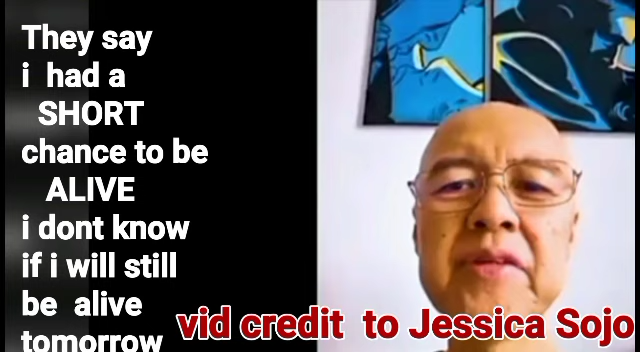 They say
i had a
SHORT
chance to be
ALIVE
i dont know
if i will still
be alive
tomorrow
vid credit to Jessica Sojo